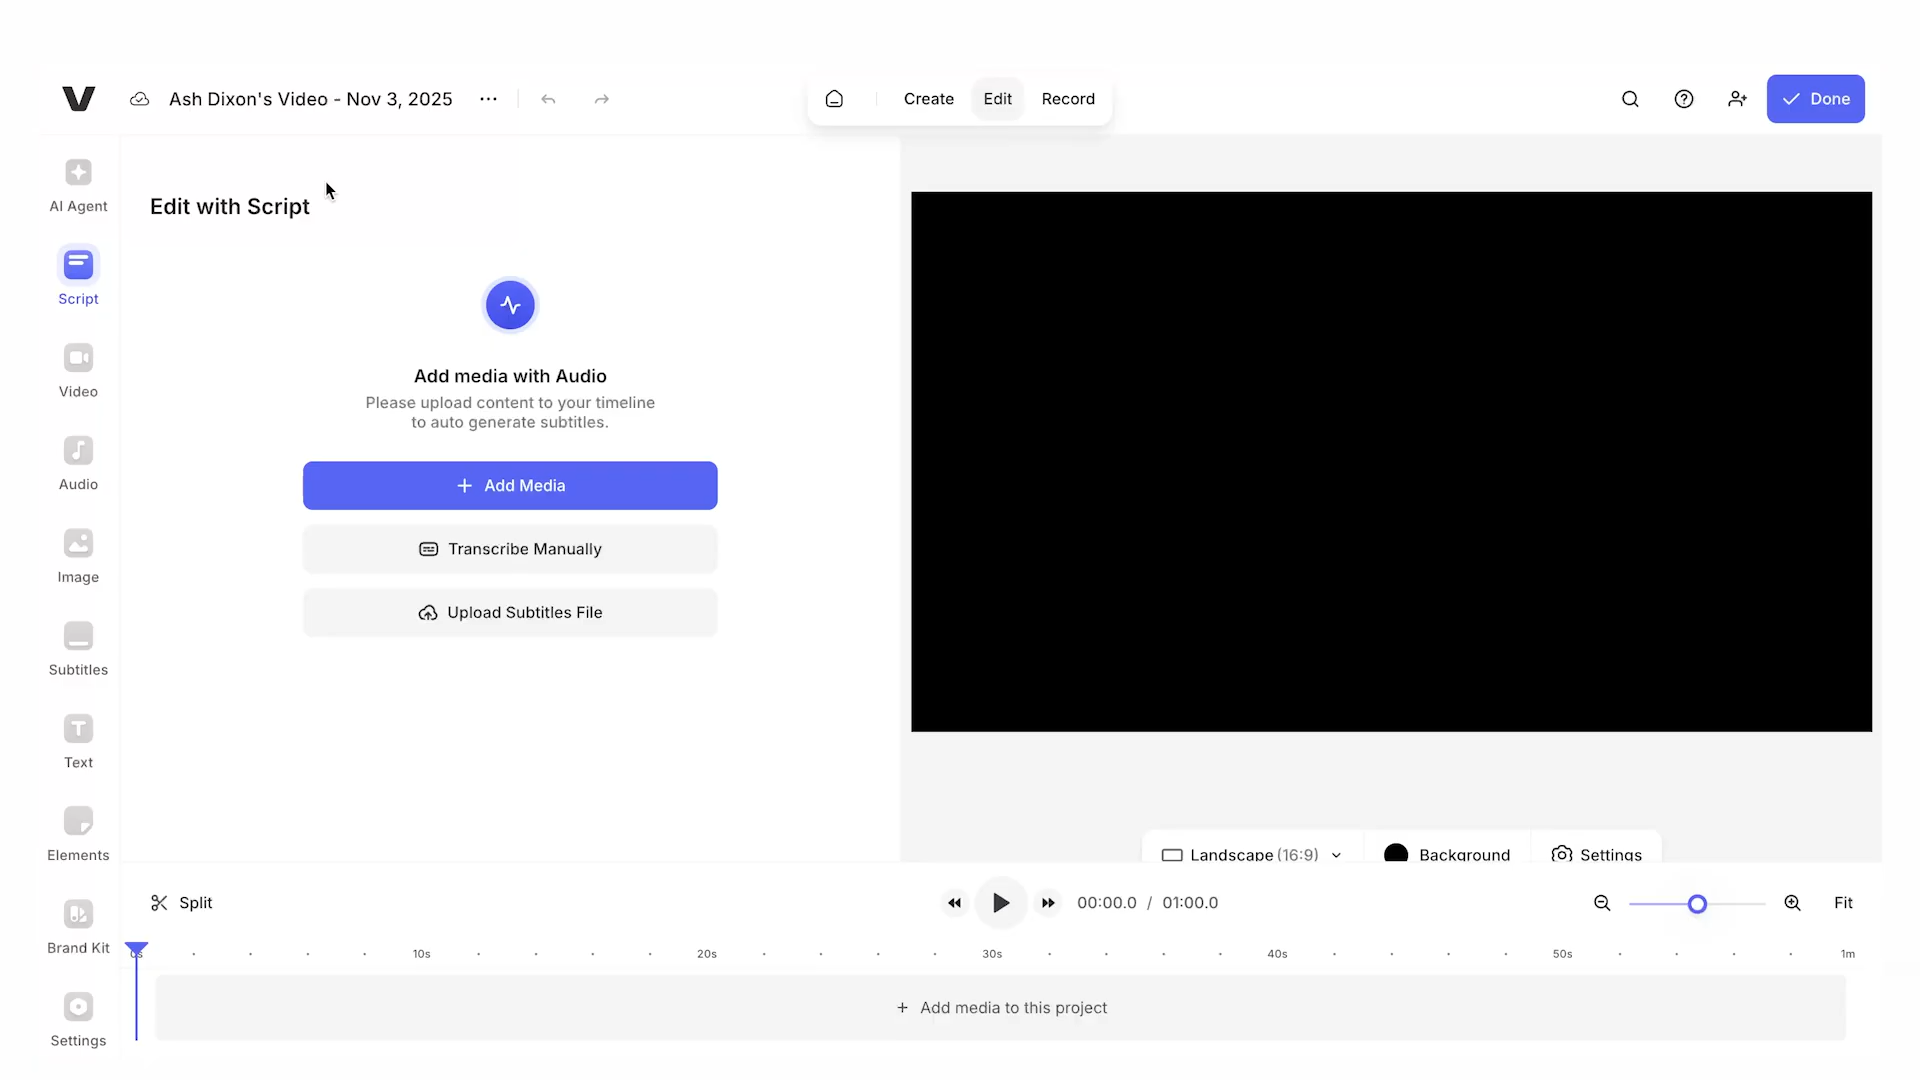 Ash Dixon's Video - Nov 3, 2025
Create
Edit
Record
Done
AI Agent
Script
Video
Audio
Image
Subtitles
Text
Elements
Brand Kit
Settings
Edit with Script
Add media with Audio
Please upload content to your timeline
to auto generate subtitles.
+ Add Media
Transcribe Manually
Upload Subtitles File
Landscape (16:9)
Background
Settings
Split
00:00.0 / 01:00.0
Fit
0s 10s 20s 30s 40s 50s 1m
+ Add media to this project